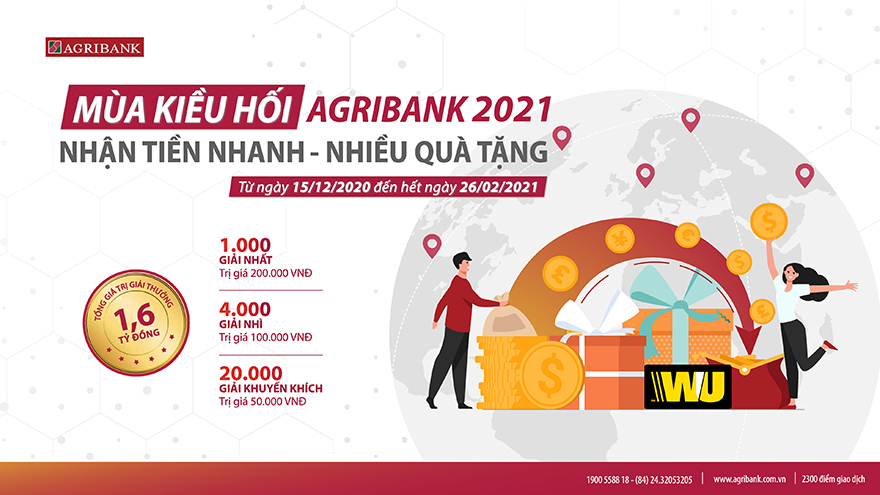 AGRIBANK
MÙA KIỀU HỐI AGRIBANK 2021
NHẬN TIỀN NHANH - NHIỀU QUÀ TẶNG
Từ ngày 15/12/2020 đến hết ngày 26/02/2021
TỔNG GIÁ TRỊ GIẢI THƯỞNG
1,6
TỶ ĐỒNG
1.000
GIẢI NHẤT
Trị giá 200.000 VNĐ
4.000
GIẢI NHÌ
Trị giá 100.000 VNĐ
20.000
GIẢI KHUYẾN KHÍCH
Trị giá 50.000 VNĐ
WU
1900 5588 18 - (84) 24.32053205 | www.agribank.com.vn | 2300 điểm giao dịch